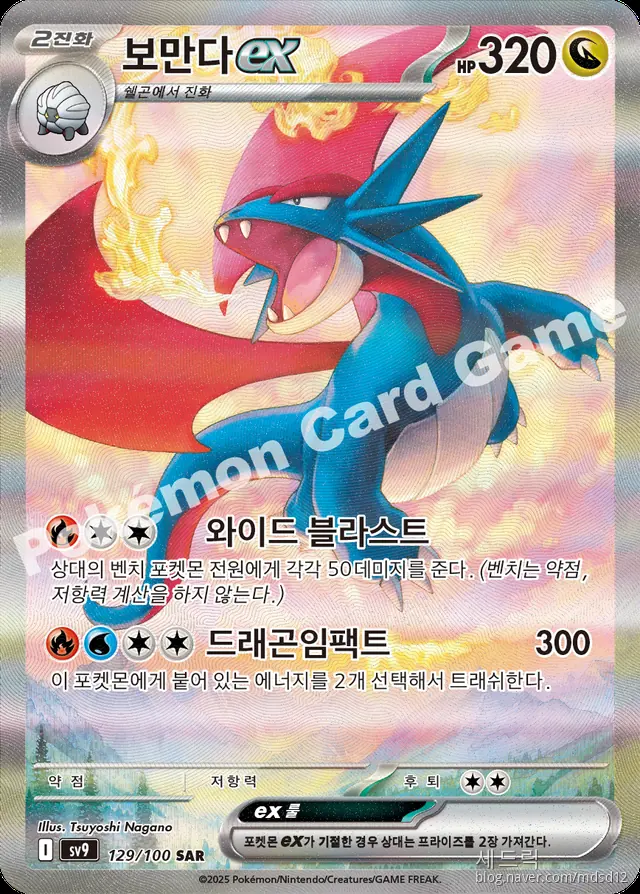 2진화
보만다ex
HP320
쉘곤에서 진화
Pokémon Card Game
와이드 블라스트
상대의 벤치 포켓몬 전원에게 각각 50데미지를 준다. (벤치는 약점,
저항력 계산을 하지 않는다.)
드래곤임팩트 300
이 포켓몬에게 붙어 있는 에너지를 2개 선택해서 트래쉬한다.
약점 저항력 후퇴
Illus. Tsuyoshi Nagano
ex룰
포켓몬 ex가 기절한 경우 상대는 프라이즈를 2장 가져간다.
I sv9 129/100 SAR
세드릭
blog.naver.com/mdsd12
©2025 Pokémon/Nintendo/Creatures/GAME FREAK.